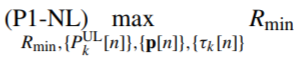 (P1-NL) max R_min
R_min,{P_k^UL[n]},{p[n]},{τ_k[n]}